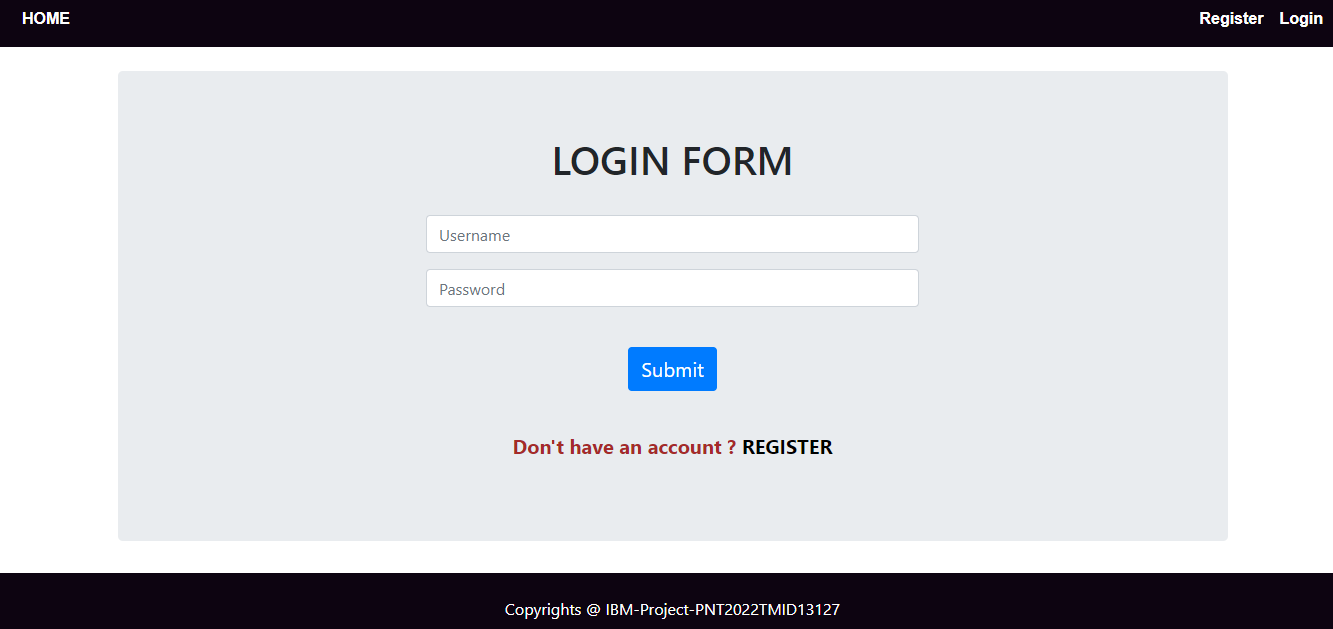 HOME Register Login
LOGIN FORM
Username
Password
Submit
Don't have an account ? REGISTER
Copyrights @ IBM-Project-PNT2022TMID13127